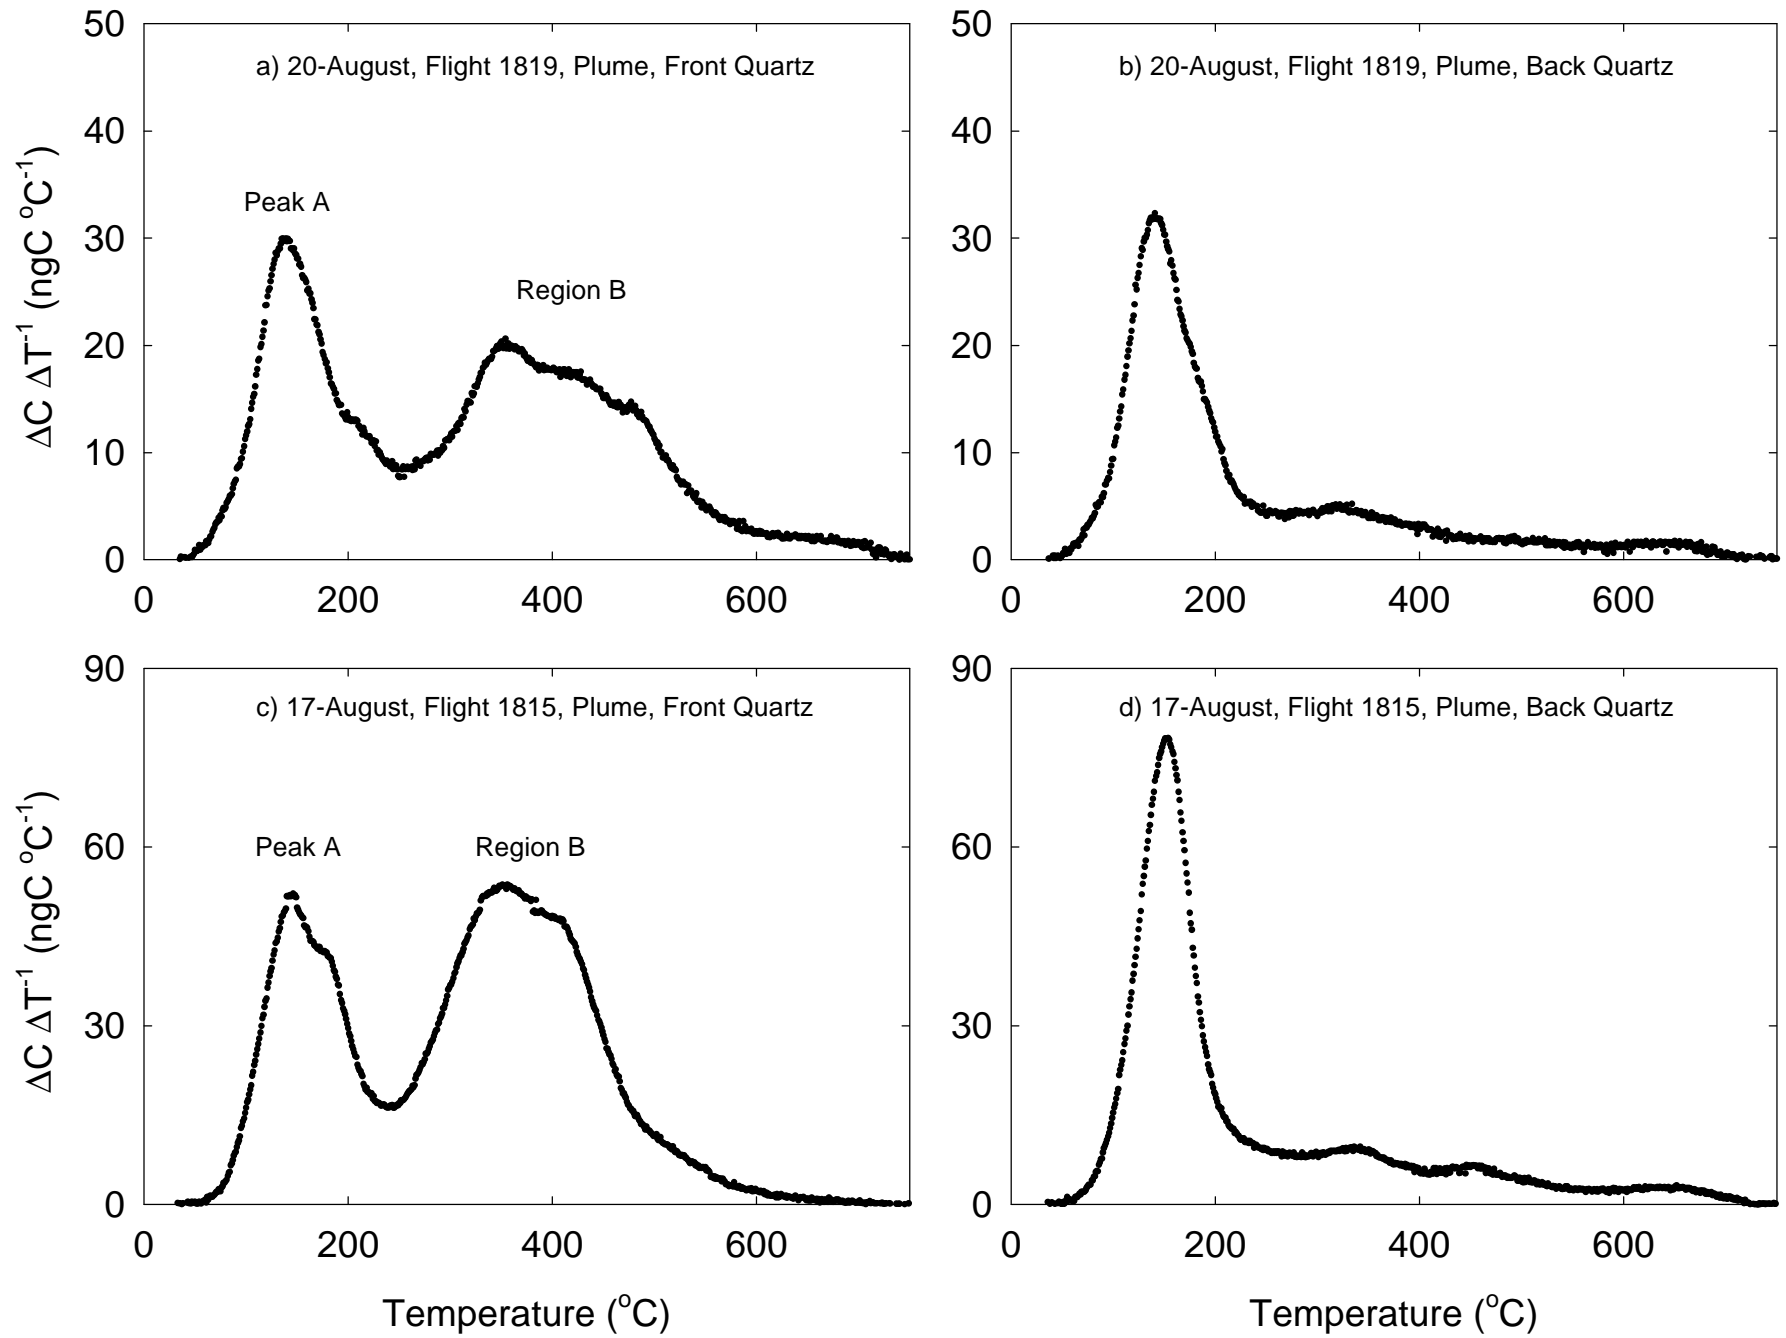 a) 20-August, Flight 1819, Plume, Front Quartz
50
40
30
20
10
0
Peak A
Region B
0 200 400 600
ΔC ΔT⁻¹ (ngC °C⁻¹)
b) 20-August, Flight 1819, Plume, Back Quartz
50
40
30
20
10
0
0 200 400 600
c) 17-August, Flight 1815, Plume, Front Quartz
90
60
30
0
Peak A
Region B
0 200 400 600
ΔC ΔT⁻¹ (ngC °C⁻¹)
Temperature (°C)
d) 17-August, Flight 1815, Plume, Back Quartz
90
60
30
0
0 200 400 600
Temperature (°C)